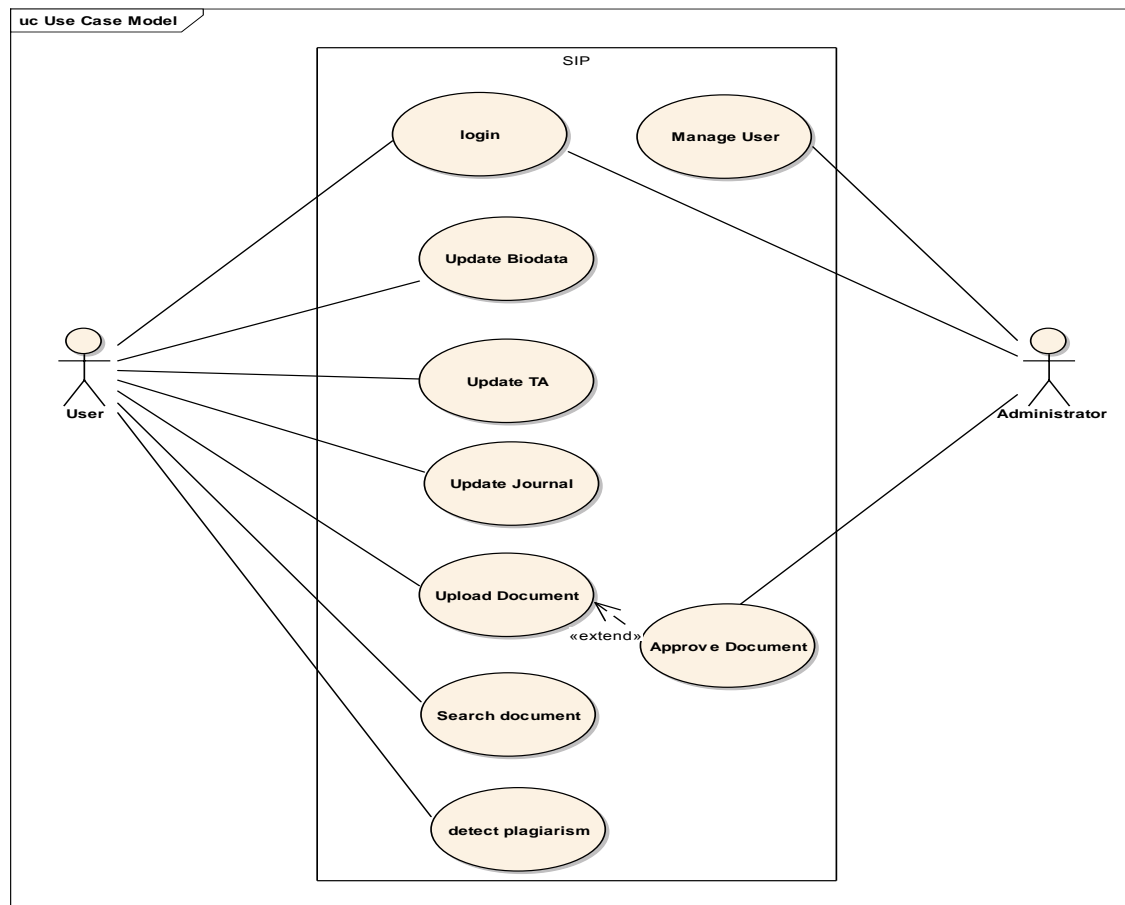 uc Use Case Model
SIP
login
Manage User
Update Biodata
Update TA
User
Administrator
Update Journal
Upload Document
«extend»
Approve Document
Search document
detect plagiarism